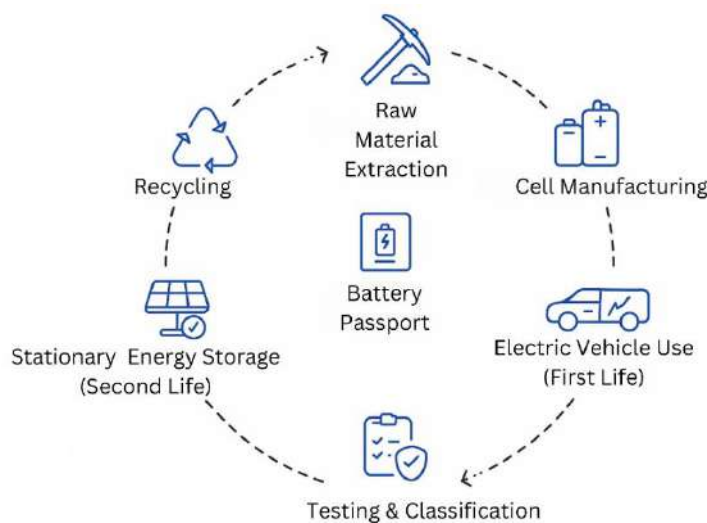 Raw
Material
Extraction
Cell Manufacturing
Electric Vehicle Use
(First Life)
Testing & Classification
Stationary Energy Storage
(Second Life)
Recycling
Battery
Passport